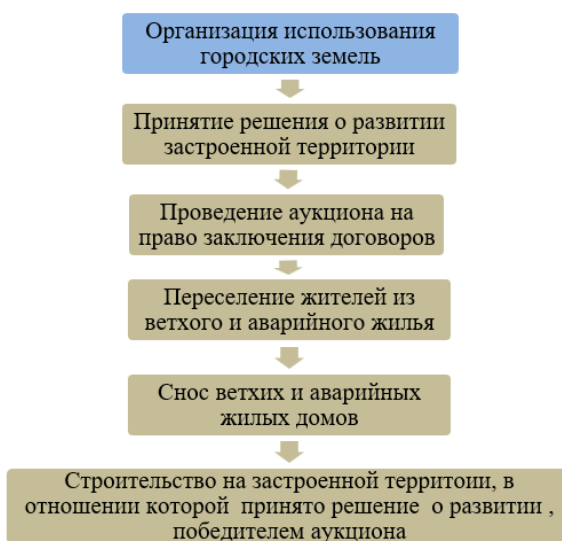 Организация использования
городских земель
Принятие решения о развитии
застроенной территории
Проведение аукциона на
право заключения договоров
Переселение жителей из
ветхого и аварийного жилья
Снос ветхих и аварийных
жилых домов
Строительство на застроенной территоии, в
отношении которой принято решение о развитии ,
победителем аукциона